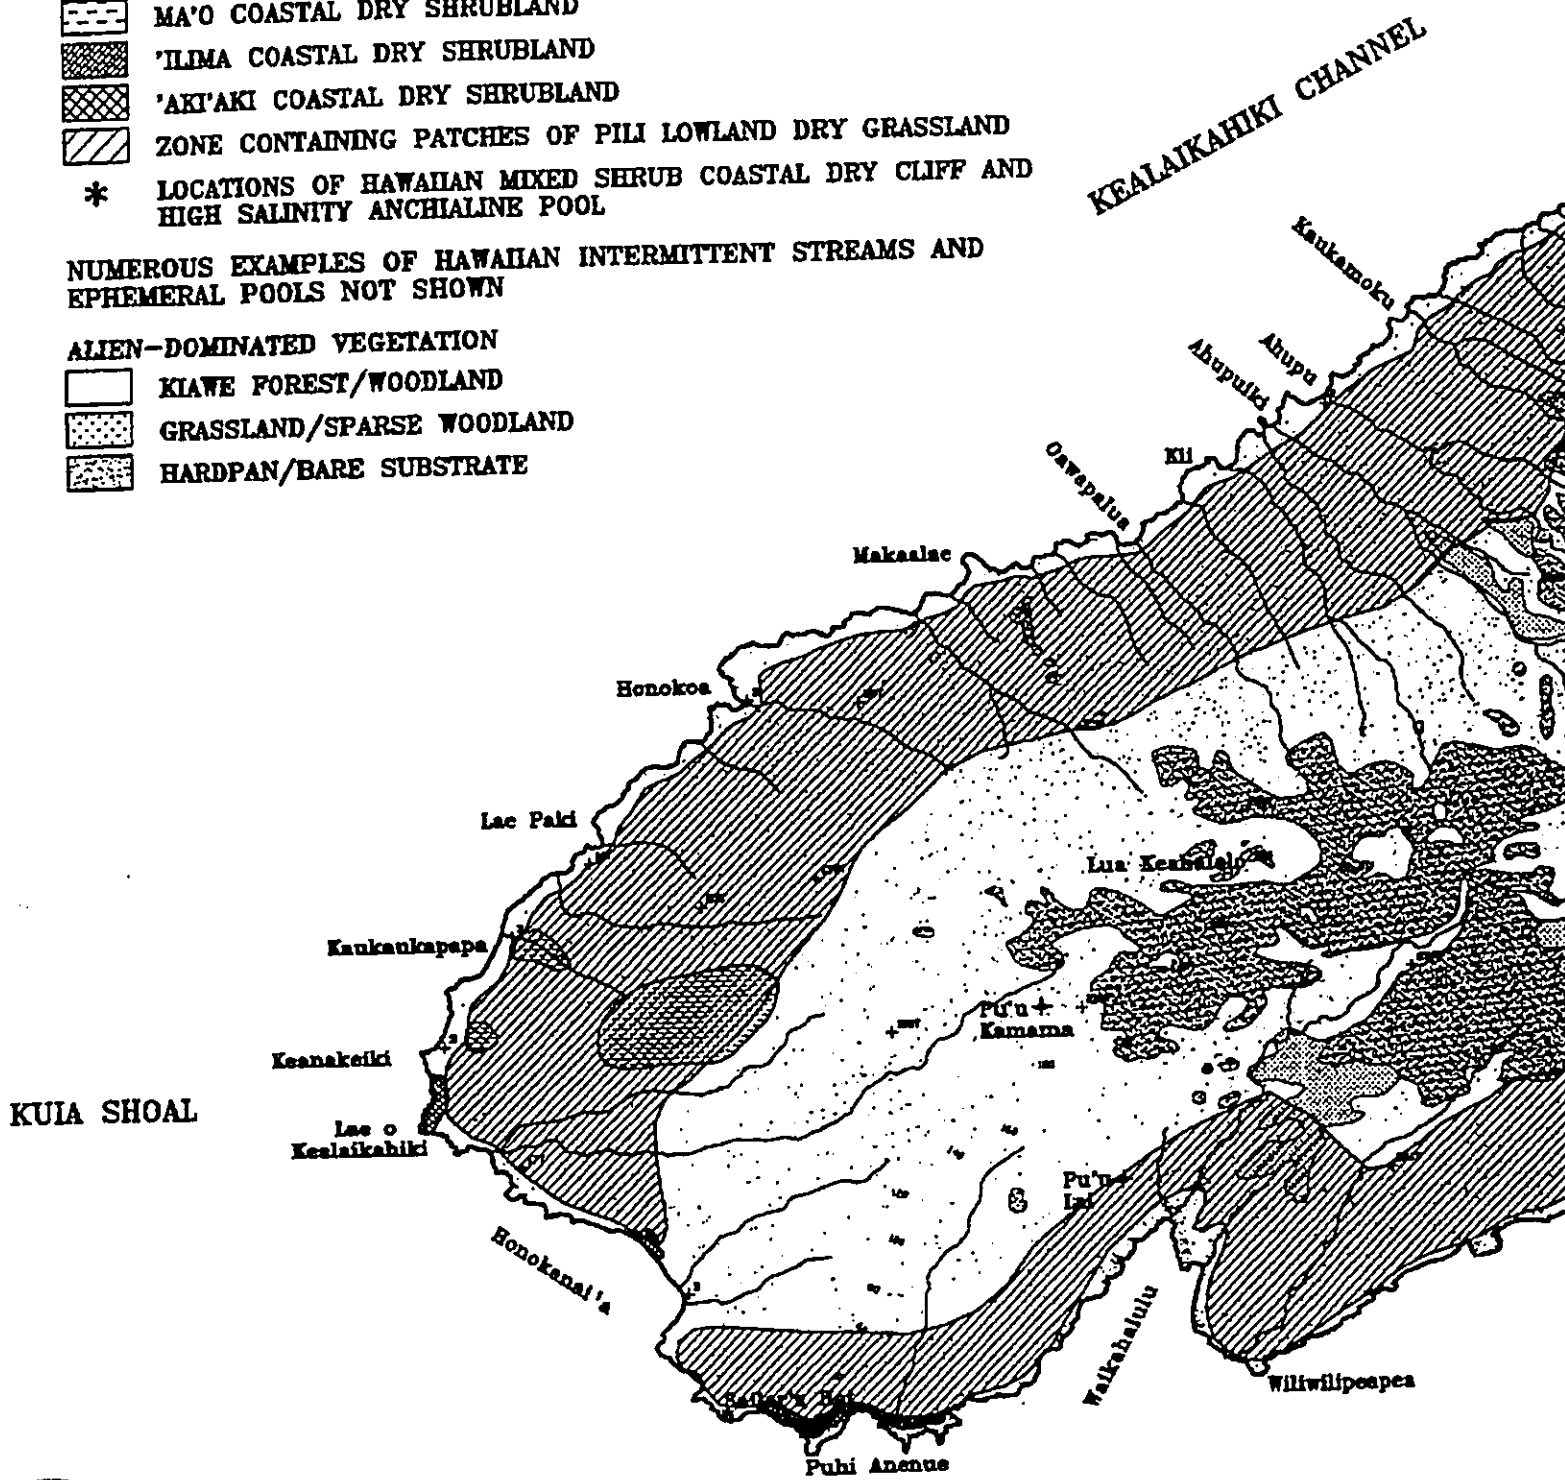 MA'O COASTAL DRY SHRUBLAND
'ILIMA COASTAL DRY SHRUBLAND
'AKI'AKI COASTAL DRY SHRUBLAND
ZONE CONTAINING PATCHES OF PILI LOWLAND DRY GRASSLAND
* LOCATIONS OF HAWAIIAN MIXED SHRUB COASTAL DRY CLIFF AND
HIGH SALINITY ANCHIALINE POOL
NUMEROUS EXAMPLES OF HAWAIIAN INTERMITTENT STREAMS AND
EPHEMERAL POOLS NOT SHOWN
ALIEN-DOMINATED VEGETATION
KIAWE FOREST/WOODLAND
GRASSLAND/SPARSE WOODLAND
HARDPAN/BARE SUBSTRATE
KEALAIKAHIKI CHANNEL
Kaukamoku
Ahupu
Ahupuiki
Kii
Oawapalua
Makaalae
Honokoa
Lae Paki
Lua Kealialalo
Kaukaukapapa
Pu'u
Kamama
Keanakeiki
KUIA SHOAL
Lae o
Kealaikahiki
Pu'u
Honokanai'a
Waikahalulu
Wiliwilipeapea
Sailor's Hat
Puhi Anenue